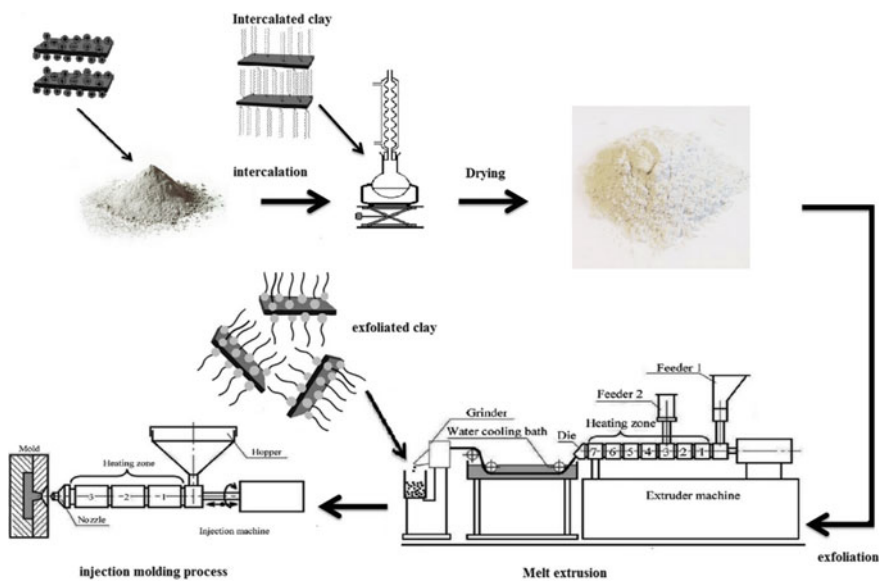 Intercalated clay
intercalation
Drying
exfoliated clay
Feeder 1
Feeder 2
Grinder
Heating zone
Water cooling bath
Die
7 6 5 4 3 2 1
Extruder machine
Mold
Hopper
Heating zone
3 2 1
Nozzle
Injection machine
exfoliation
injection molding process
Melt extrusion